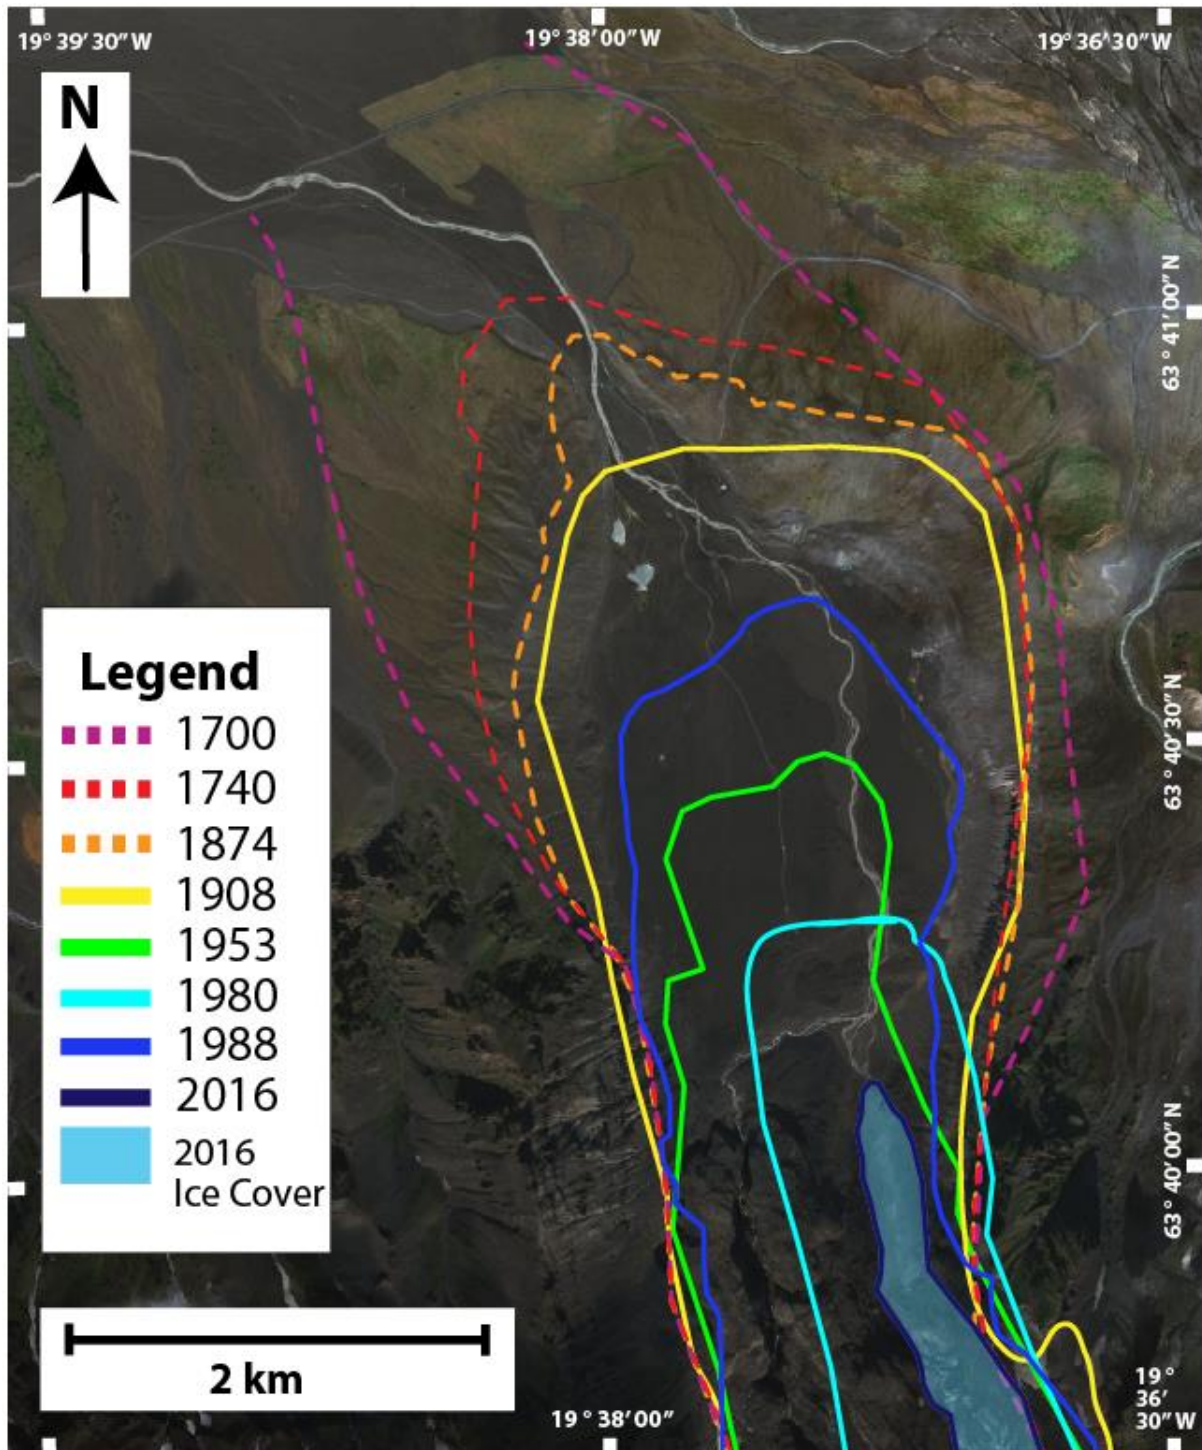 19° 39' 30" W
19° 38' 00" W
19° 36' 30" W
N
63° 41' 00" N
Legend
1700
1740
1874
1908
1953
1980
1988
2016
2016
Ice Cover
63° 40' 30" N
63° 40' 00" N
2 km
19° 38' 00"
19°
36'
30" W